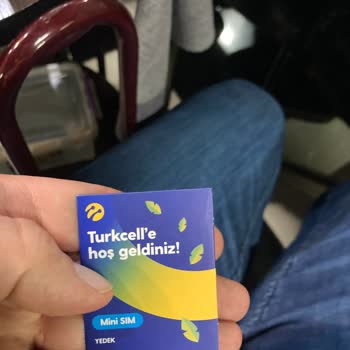 Turkcell'e
hoş geldiniz!
Mini SIM
YEDEK